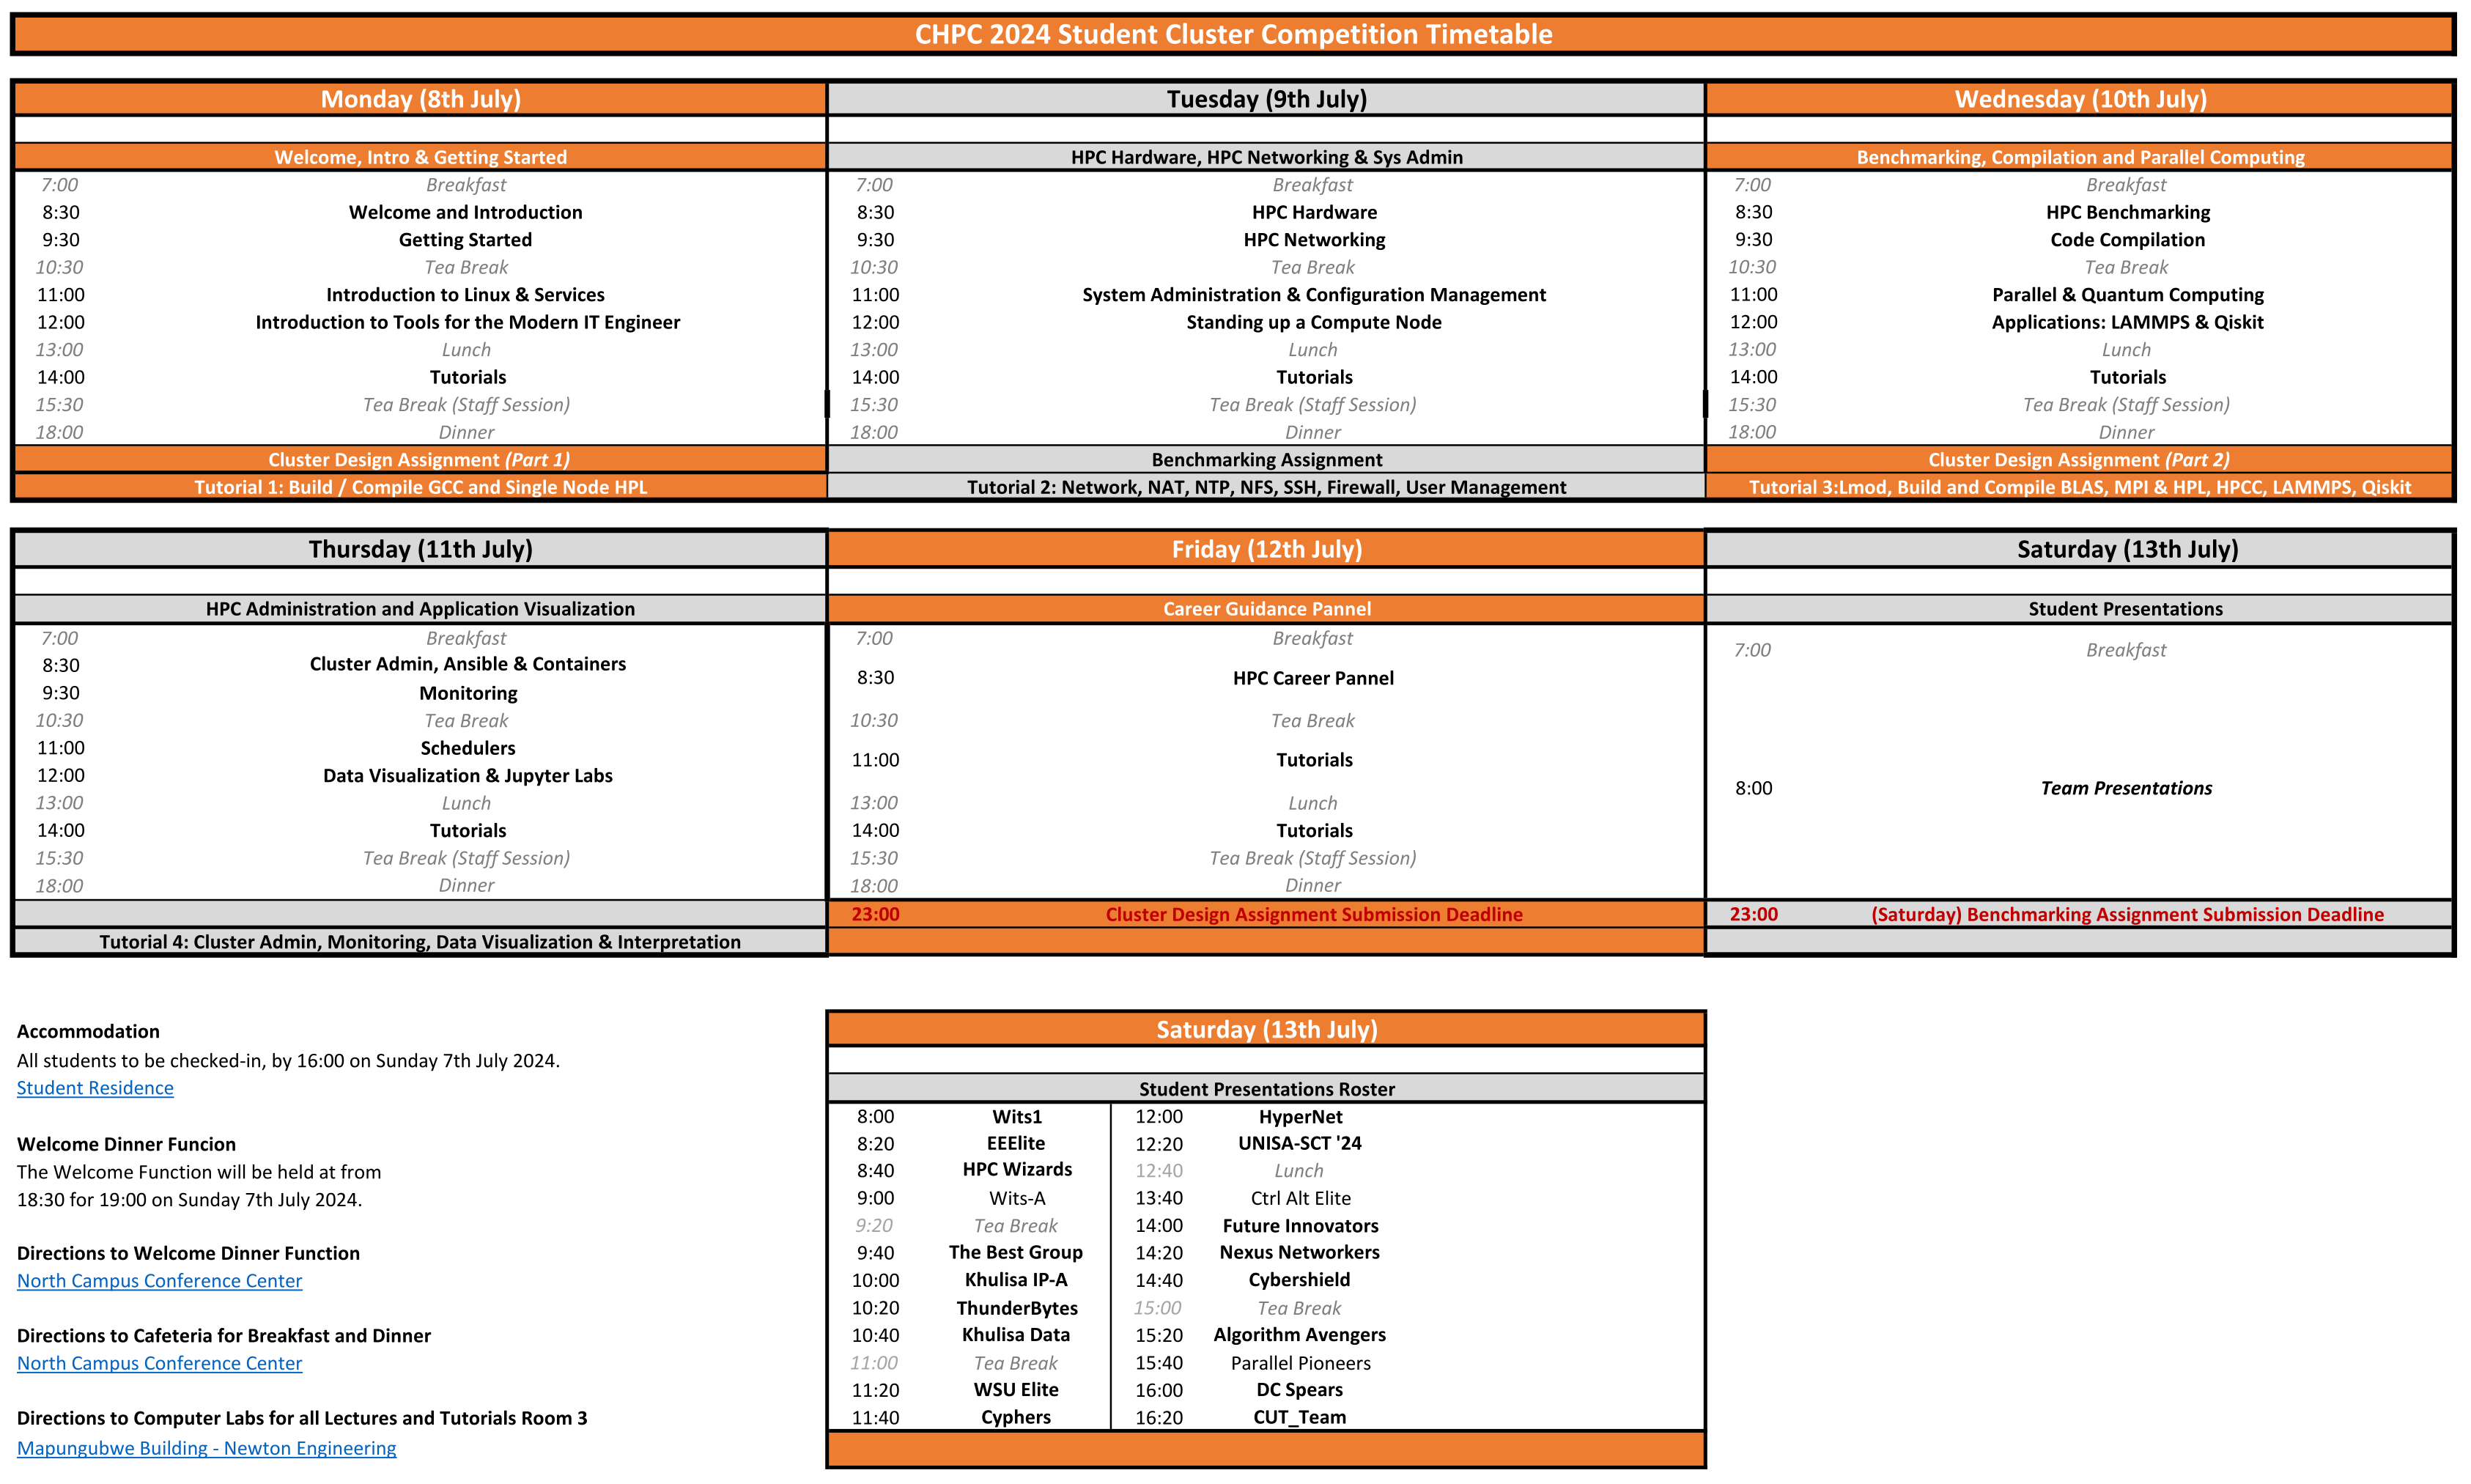 CHPC 2024 Student Cluster Competition Timetable
Monday (8th July)
Welcome, Intro & Getting Started
7:00 Breakfast
8:30 Welcome and Introduction
9:30 Getting Started
10:30 Tea Break
11:00 Introduction to Linux & Services
12:00 Introduction to Tools for the Modern IT Engineer
13:00 Lunch
14:00 Tutorials
15:30 Tea Break (Staff Session)
18:00 Dinner
Cluster Design Assignment (Part 1)
Tutorial 1: Build / Compile GCC and Single Node HPL
Tuesday (9th July)
HPC Hardware, HPC Networking & Sys Admin
7:00 Breakfast
8:30 HPC Hardware
9:30 HPC Networking
10:30 Tea Break
11:00 System Administration & Configuration Management
12:00 Standing up a Compute Node
13:00 Lunch
14:00 Tutorials
15:30 Tea Break (Staff Session)
18:00 Dinner
Benchmarking Assignment
Tutorial 2: Network, NAT, NTP, NFS, SSH, Firewall, User Management
Wednesday (10th July)
Benchmarking, Compilation and Parallel Computing
7:00 Breakfast
8:30 HPC Benchmarking
9:30 Code Compilation
10:30 Tea Break
11:00 Parallel & Quantum Computing
12:00 Applications: LAMMPS & Qiskit
13:00 Lunch
14:00 Tutorials
15:30 Tea Break (Staff Session)
18:00 Dinner
Cluster Design Assignment (Part 2)
Tutorial 3:Lmod, Build and Compile BLAS, MPI & HPL, HPCC, LAMMPS, Qiskit
Thursday (11th July)
HPC Administration and Application Visualization
7:00 Breakfast
8:30 Cluster Admin, Ansible & Containers
9:30 Monitoring
10:30 Tea Break
11:00 Schedulers
12:00 Data Visualization & Jupyter Labs
13:00 Lunch
14:00 Tutorials
15:30 Tea Break (Staff Session)
18:00 Dinner
Tutorial 4: Cluster Admin, Monitoring, Data Visualization & Interpretation
Friday (12th July)
Career Guidance Pannel
7:00 Breakfast
8:30 HPC Career Pannel
10:30 Tea Break
11:00 Tutorials
13:00 Lunch
14:00 Tutorials
15:30 Tea Break (Staff Session)
18:00 Dinner
23:00 Cluster Design Assignment Submission Deadline
Saturday (13th July)
Student Presentations
7:00 Breakfast
8:00 Team Presentations
23:00 (Saturday) Benchmarking Assignment Submission Deadline
Accommodation
All students to be checked-in, by 16:00 on Sunday 7th July 2024.
Student Residence
Welcome Dinner Funcion
The Welcome Function will be held at from
18:30 for 19:00 on Sunday 7th July 2024.
Directions to Welcome Dinner Function
North Campus Conference Center
Directions to Cafeteria for Breakfast and Dinner
North Campus Conference Center
Directions to Computer Labs for all Lectures and Tutorials Room 3
Mapungubwe Building - Newton Engineering
Saturday (13th July)
Student Presentations Roster
8:00 Wits1
8:20 EEElite
8:40 HPC Wizards
9:00 Wits-A
9:20 Tea Break
9:40 The Best Group
10:00 Khulisa IP-A
10:20 ThunderBytes
10:40 Khulisa Data
11:00 Tea Break
11:20 WSU Elite
11:40 Cyphers
12:00 HyperNet
12:20 UNISA-SCT '24
12:40 Lunch
13:40 Ctrl Alt Elite
14:00 Future Innovators
14:20 Nexus Networkers
14:40 Cybershield
15:00 Tea Break
15:20 Algorithm Avengers
15:40 Parallel Pioneers
16:00 DC Spears
16:20 CUT_Team